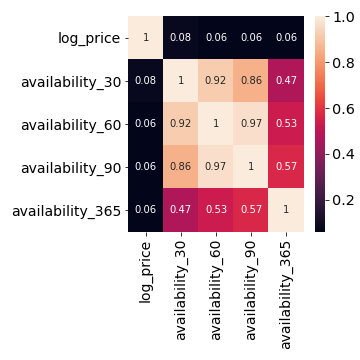 log_price 1 0.08 0.06 0.06 0.06
availability_30 0.08 1 0.92 0.86 0.47
availability_60 0.06 0.92 1 0.97 0.53
availability_90 0.06 0.86 0.97 1 0.57
availability_365 0.06 0.47 0.53 0.57 1
log_price
availability_30
availability_60
availability_90
availability_365
1.0
0.8
0.6
0.4
0.2